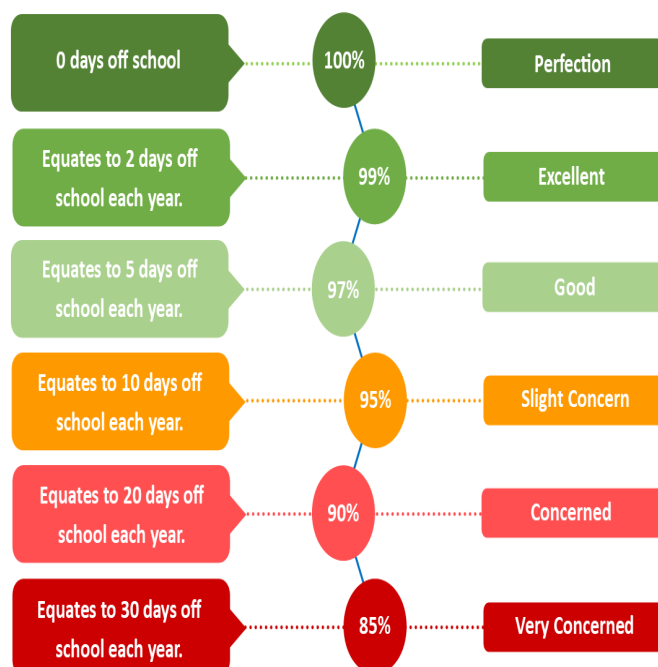 0 days off school
100%
Perfection
Equates to 2 days off
school each year.
99%
Excellent
Equates to 5 days off
school each year.
97%
Good
Equates to 10 days off
school each year.
95%
Slight Concern
Equates to 20 days off
school each year.
90%
Concerned
Equates to 30 days off
school each year.
85%
Very Concerned